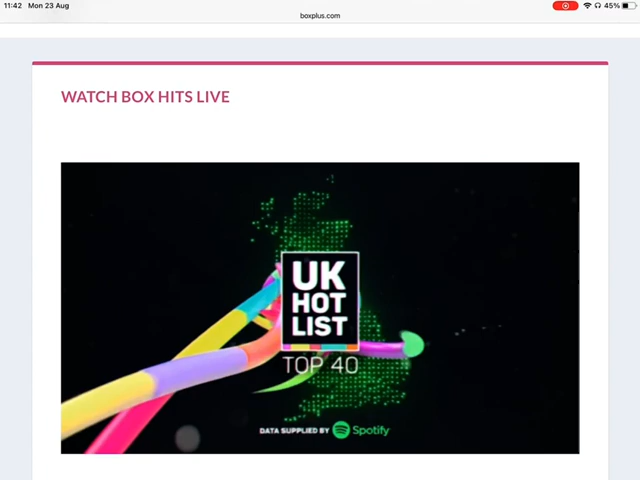 11:42 Mon 23 Aug
45%
boxplus.com
WATCH BOX HITS LIVE
UK
HOT
LIST
TOP 40
DATA SUPPLIED BY Spotify